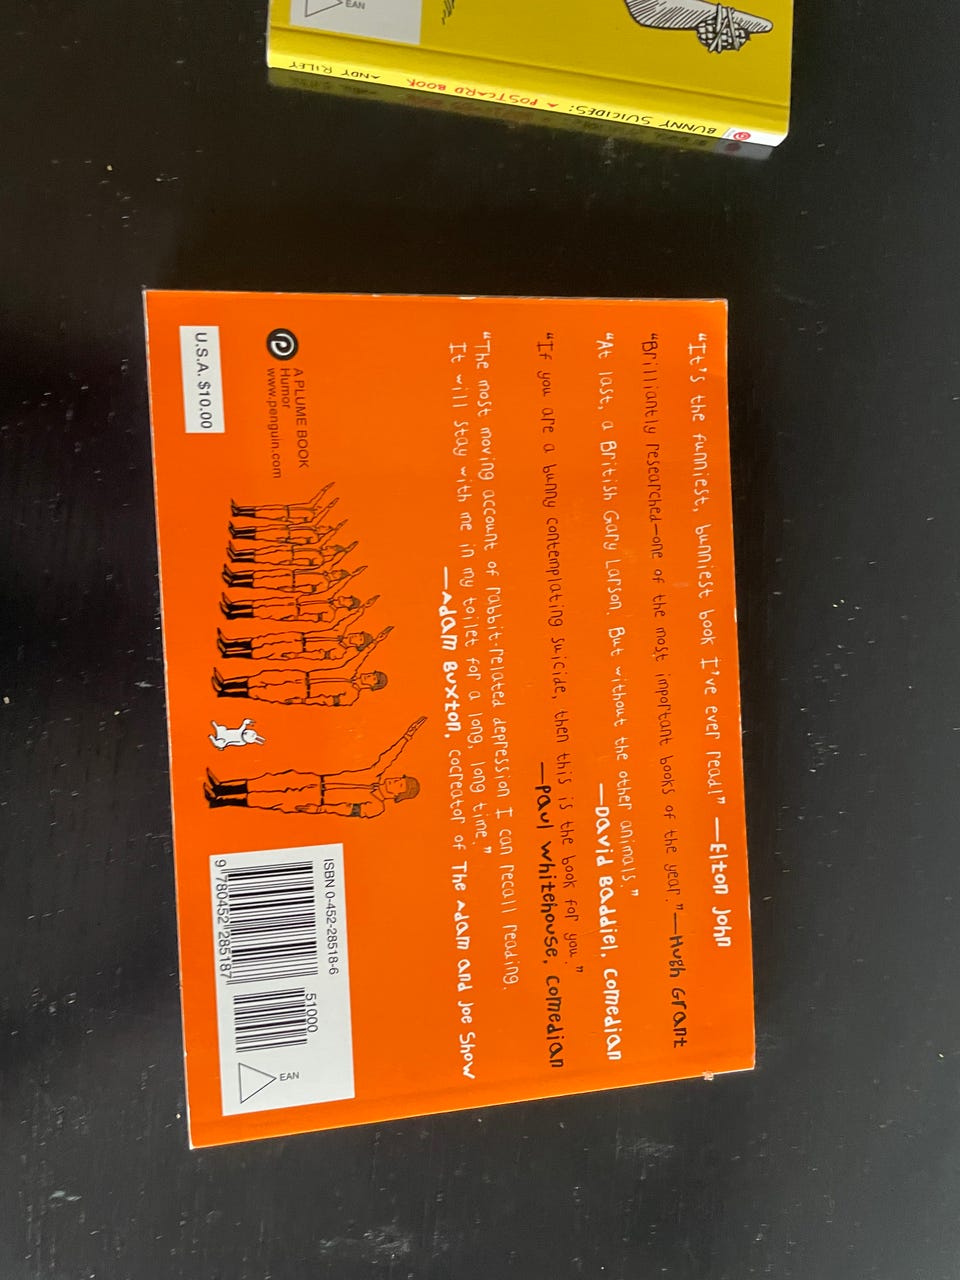 EAN
BUNNY SUICIDES: A POSTCARD BOOK ANDY RILEY
"It's the funniest, bunniest book I've ever read!" —Elton John
"Brilliantly researched—one of the most important books of the year." —Hugh Grant
"At last, a British Gary Larson. But without the other animals."
—David Baddiel, comedian
"If you are a bunny contemplating suicide, then this is the book for you."
—Paul Whitehouse, comedian
"The most moving account of rabbit-related depression I can recall reading.
It will stay with me in my toilet for a long, long time."
—Adam Buxton, cocreator of The Adam and Joe Show
A PLUME BOOK
Humor
www.penguin.com
U.S.A. $10.00
ISBN 0-452-28518-6
51000
9 780452 285187
EAN